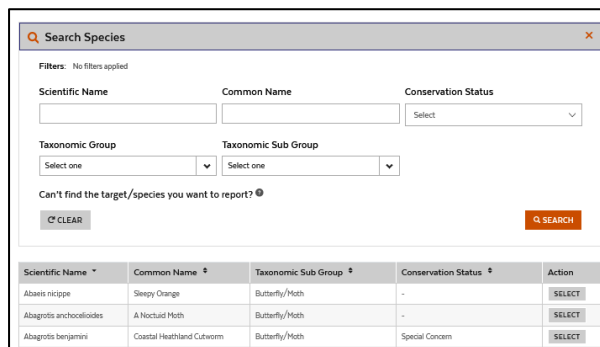 Search Species ×
Filters: No filters applied
Scientific Name Common Name Conservation Status
Select
Taxonomic Group Taxonomic Sub Group
Select one Select one
Can't find the target/species you want to report? ?
CLEAR SEARCH
Scientific Name Common Name Taxonomic Sub Group Conservation Status Action
Abaeis nicippe Sleepy Orange Butterfly/Moth - SELECT
Abagrotis anchocelioides A Noctuid Moth Butterfly/Moth - SELECT
Abagrotis benjamini Coastal Heathland Cutworm Butterfly/Moth Special Concern SELECT